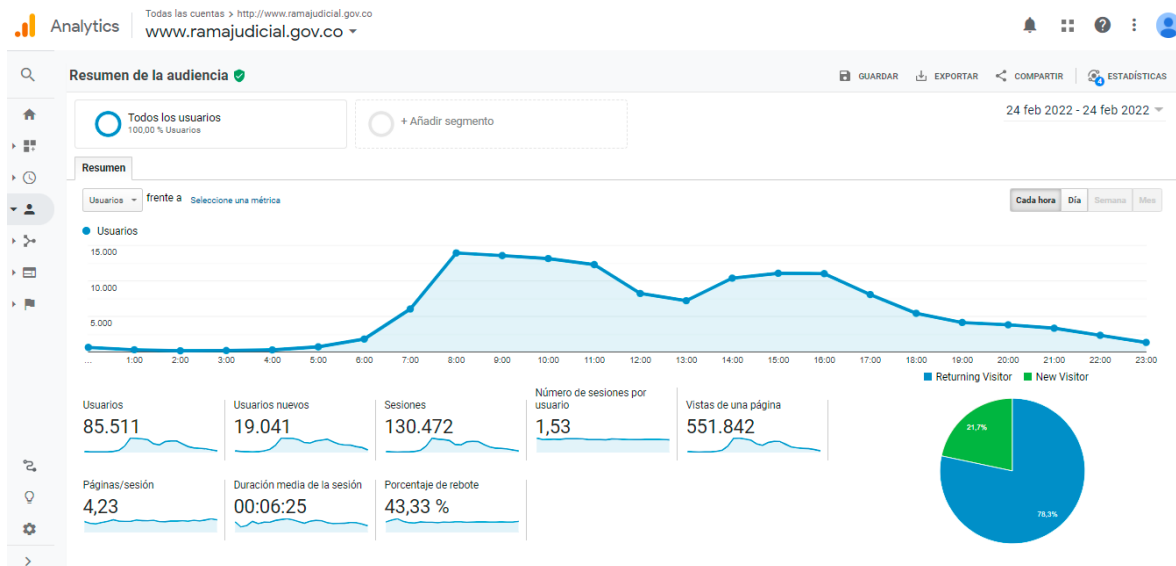 Todas las cuentas > http://www.ramajudicial.gov.co
Analytics
www.ramajudicial.gov.co
Resumen de la audiencia
GUARDAR
EXPORTAR
COMPARTIR
4
ESTADÍSTICAS
Todos los usuarios
100,00 % Usuarios
+ Añadir segmento
24 feb 2022 - 24 feb 2022
Resumen
Usuarios
frente a
Seleccione una métrica
Cada hora
Día
Semana
Mes
Usuarios
15.000
10.000
5.000
... 1:00 2:00 3:00 4:00 5:00 6:00 7:00 8:00 9:00 10:00 11:00 12:00 13:00 14:00 15:00 16:00 17:00 18:00 19:00 20:00 21:00 22:00 23:00
Returning Visitor
New Visitor
Usuarios
85.511
Usuarios nuevos
19.041
Sesiones
130.472
Número de sesiones por
usuario
1,53
Vistas de una página
551.842
Páginas/sesión
4,23
Duración media de la sesión
00:06:25
Porcentaje de rebote
43,33 %
21,7%
78,3%